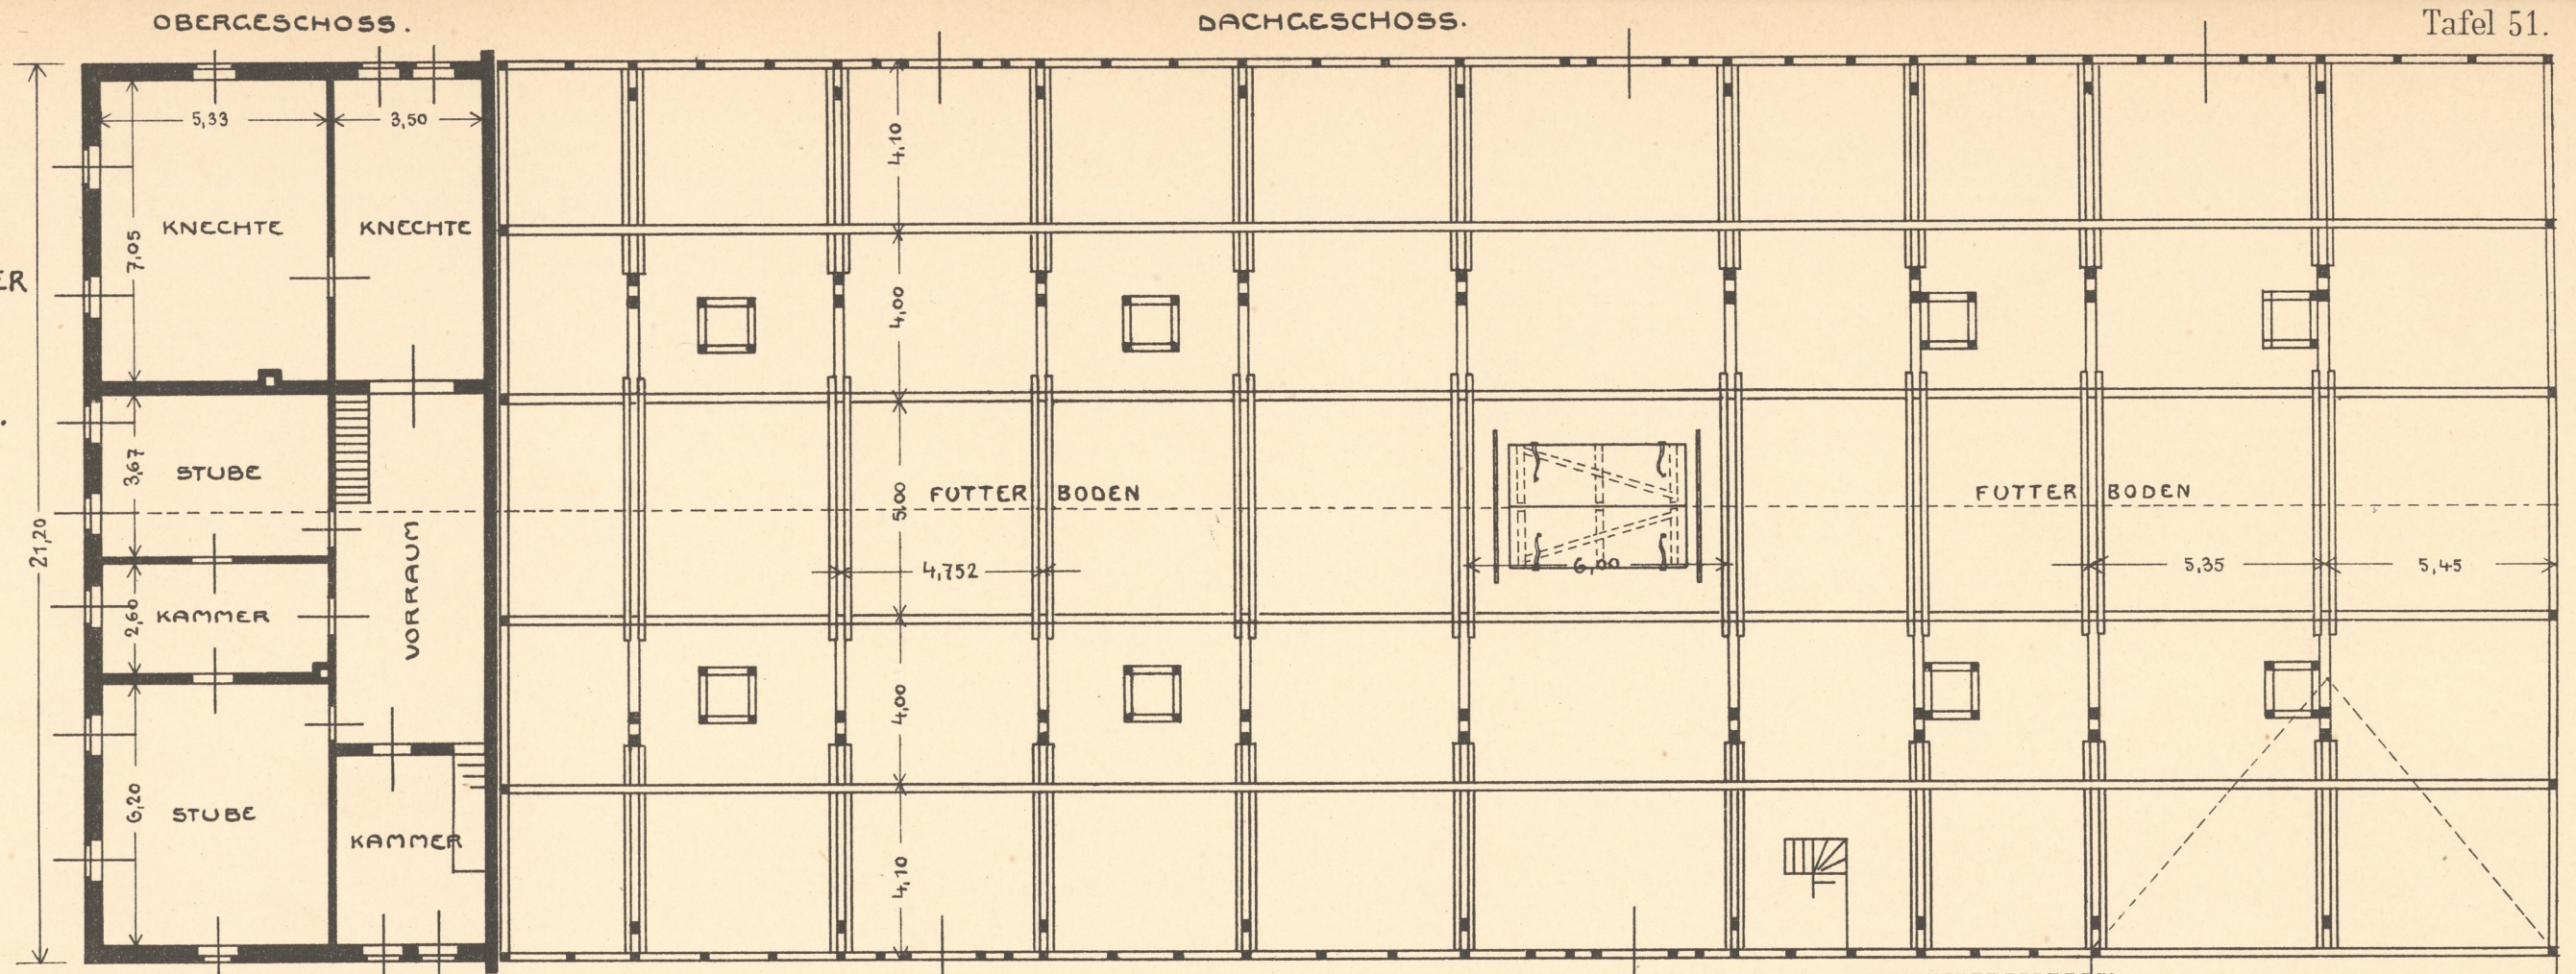 OBERGESCHOSS.
DACHGESCHOSS.
Tafel 51.
5,33
3,50
4,10
KNECHTE
KNECHTE
7,05
ER
4,00
3,67
STUBE
5,00
FUTTER BODEN
FUTTER BODEN
21,20
VORRAUM
4,752
6,00
5,35
5,45
2,60
KAMMER
4,00
6,20
STUBE
KAMMER
4,10